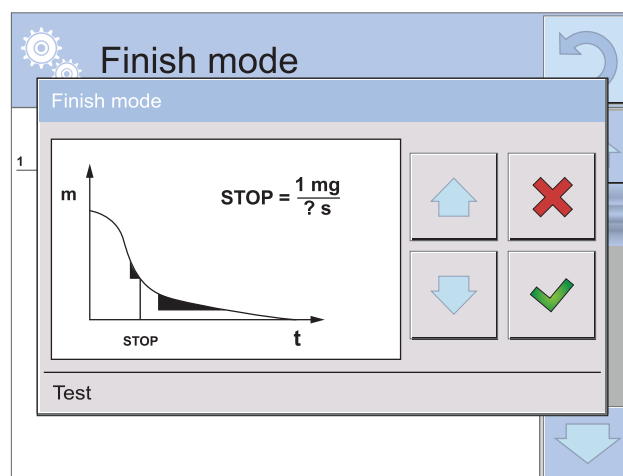 Finish mode
Finish mode
1
m
STOP = 1 mg
? s
STOP
t
Test